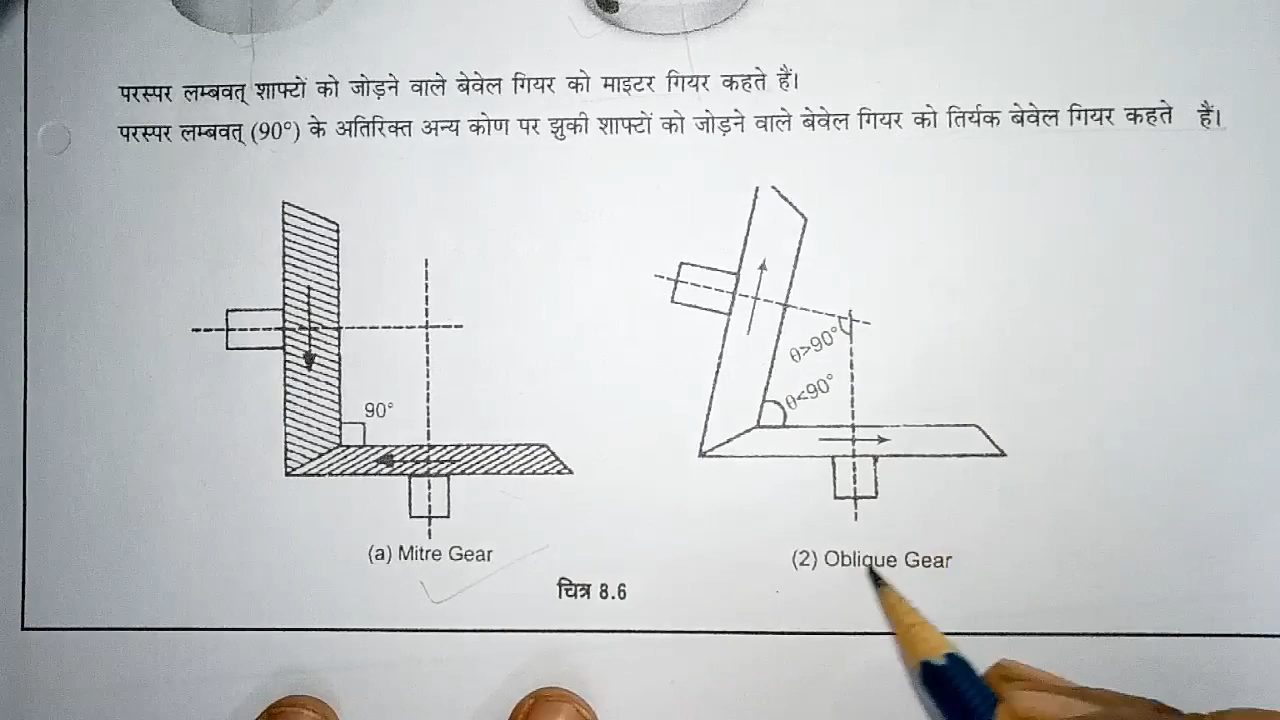 परस्पर लम्बवत् शाफ्टों को जोड़ने वाले बेवेल गियर को माइटर गियर कहते हैं।
परस्पर लम्बवत् (90°) के अतिरिक्त अन्य कोण पर झुकी शाफ्टों को जोड़ने वाले बेवेल गियर को तिर्यक बेवेल गियर कहते हैं।
θ>90°
θ<90°
90°
(a) Mitre Gear
(2) Oblique Gear
चित्र 8.6